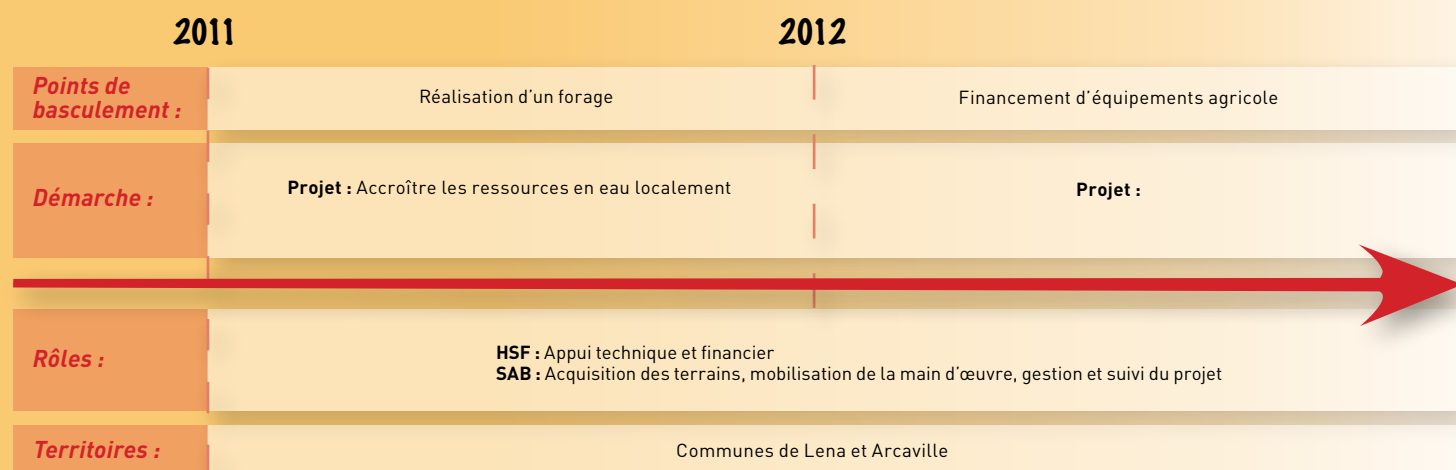 2011
2012
Points de
basculement :
Réalisation d'un forage
Financement d'équipements agricole
Démarche :
Projet : Accroître les ressources en eau localement
Projet :
Rôles :
HSF : Appui technique et financier
SAB : Acquisition des terrains, mobilisation de la main d'œuvre, gestion et suivi du projet
Territoires :
Communes de Lena et Arcaville